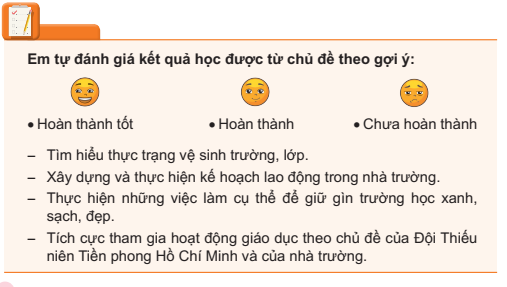 Em tự đánh giá kết quả học được từ chủ đề theo gợi ý:
• Hoàn thành tốt • Hoàn thành • Chưa hoàn thành
– Tìm hiểu thực trạng vệ sinh trường, lớp.
– Xây dựng và thực hiện kế hoạch lao động trong nhà trường.
– Thực hiện những việc làm cụ thể để giữ gìn trường học xanh,
sạch, đẹp.
– Tích cực tham gia hoạt động giáo dục theo chủ đề của Đội Thiếu
niên Tiền phong Hồ Chí Minh và của nhà trường.